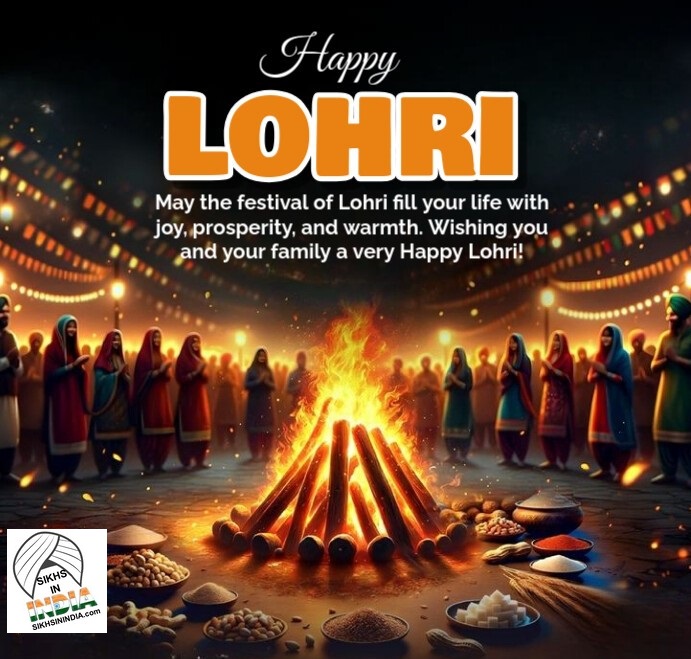 Happy
LOHRI
May the festival of Lohri fill your life with
joy, prosperity, and warmth. Wishing you
and your family a very Happy Lohri!
SIKHS
IN
INDIA
SIKHSININDIA.com